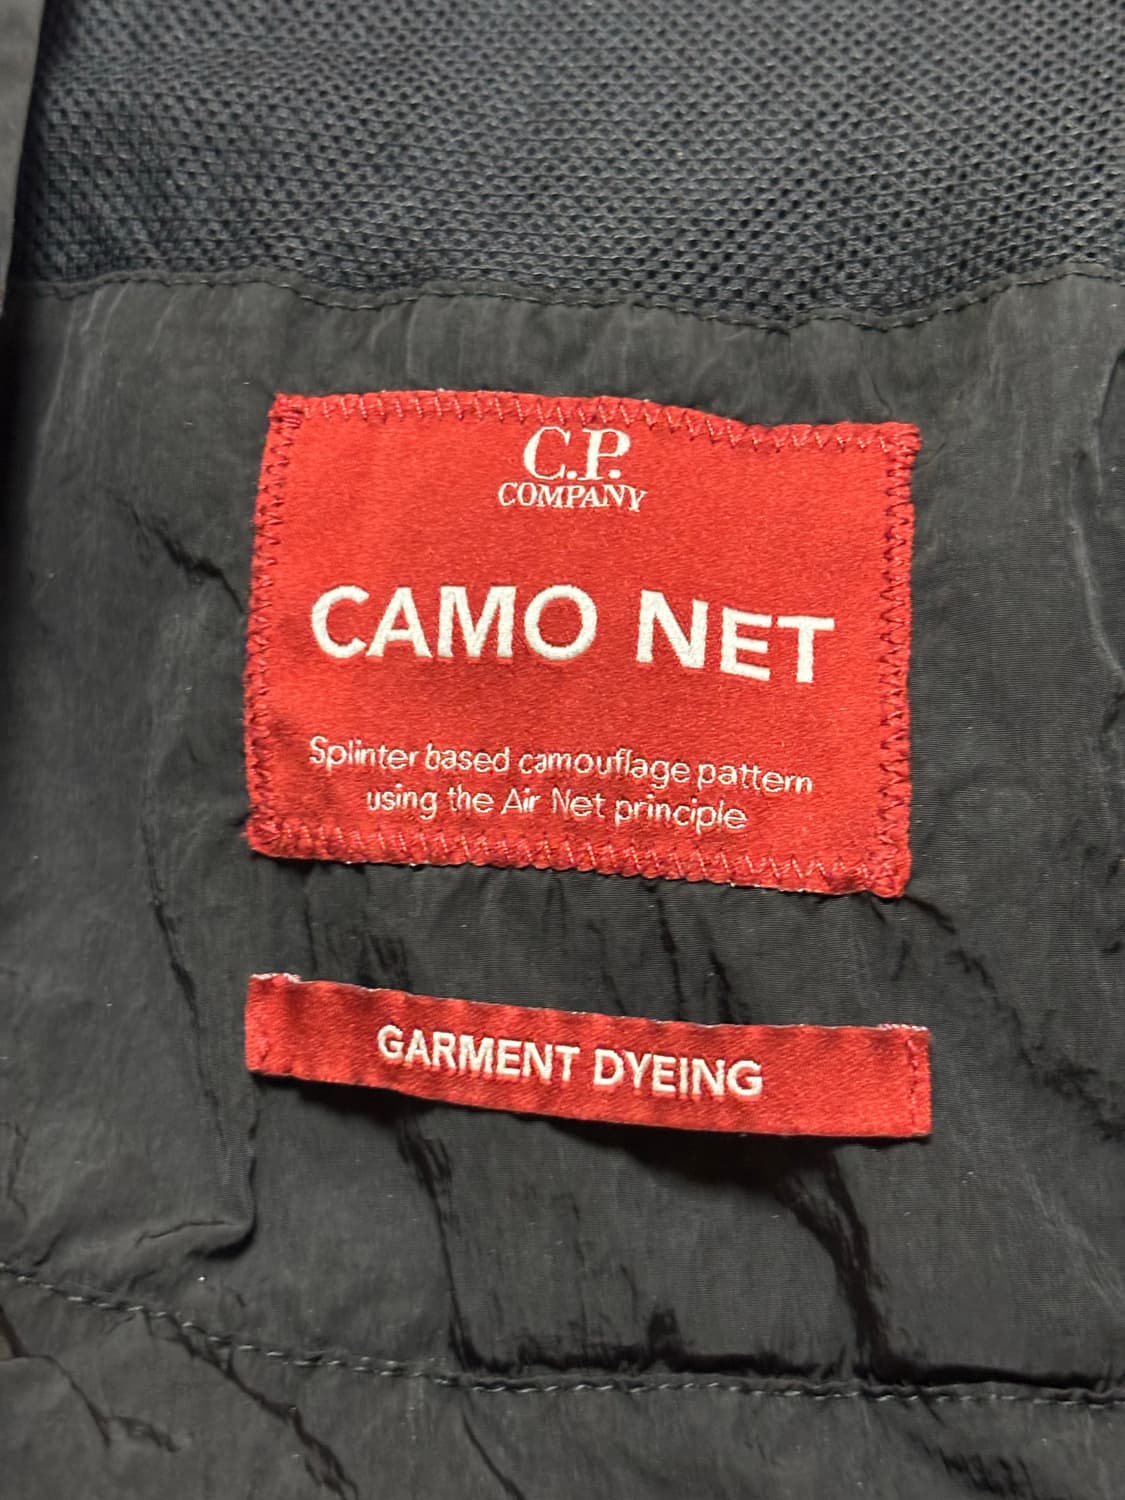 C.P.
COMPANY
CAMO NET
Splinter based camouflage pattern
using the Air Net principle
GARMENT DYEING